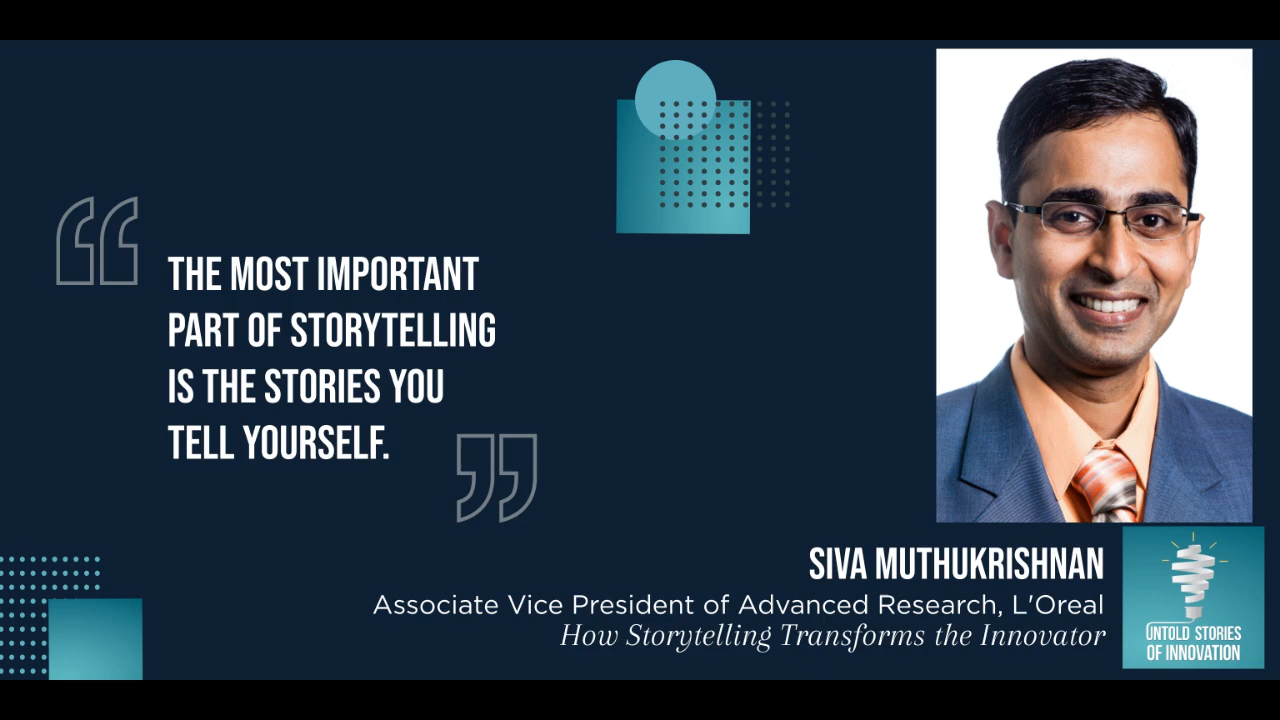 THE MOST IMPORTANT
PART OF STORYTELLING
IS THE STORIES YOU
TELL YOURSELF.
SIVA MUTHUKRISHNAN
Associate Vice President of Advanced Research, L'Oreal
How Storytelling Transforms the Innovator
UNTOLD STORIES
OF INNOVATION